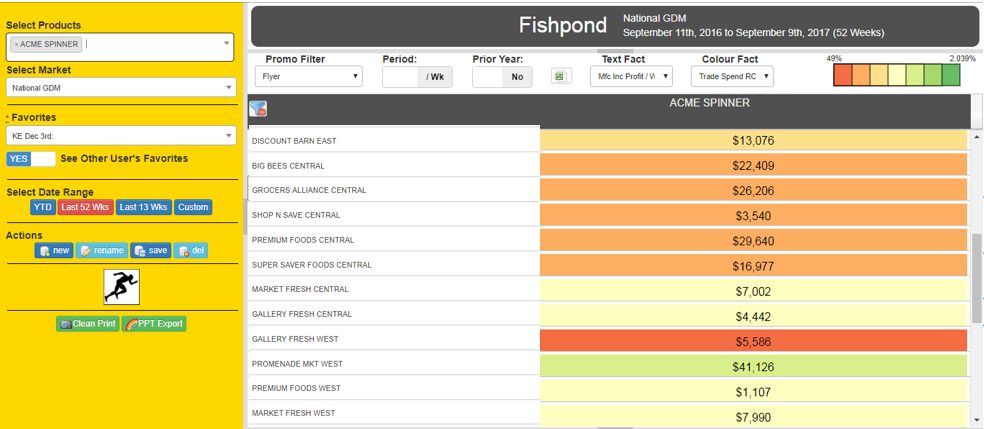 Select Products
× ACME SPINNER
Select Market
National GDM
Favorites
KE Dec 3rd:
YES
See Other User's Favorites
Select Date Range
YTD Last 52 Wks Last 13 Wks Custom
Actions
new rename save del
Clean Print PPT Export
Fishpond
National GDM
September 11th, 2016 to September 9th, 2017 (52 Weeks)
Promo Filter Period: Prior Year: Text Fact Colour Fact 49% 2,039%
Flyer / Wk No Mfc Inc Profit / Trade Spend RC
ACME SPINNER
DISCOUNT BARN EAST $13,076
BIG BEES CENTRAL $22,409
GROCERS ALLIANCE CENTRAL $26,206
SHOP N SAVE CENTRAL $3,540
PREMIUM FOODS CENTRAL $29,640
SUPER SAVER FOODS CENTRAL $16,977
MARKET FRESH CENTRAL $7,002
GALLERY FRESH CENTRAL $4,442
GALLERY FRESH WEST $5,586
PROMENADE MKT WEST $41,126
PREMIUM FOODS WEST $1,107
MARKET FRESH WEST $7,990